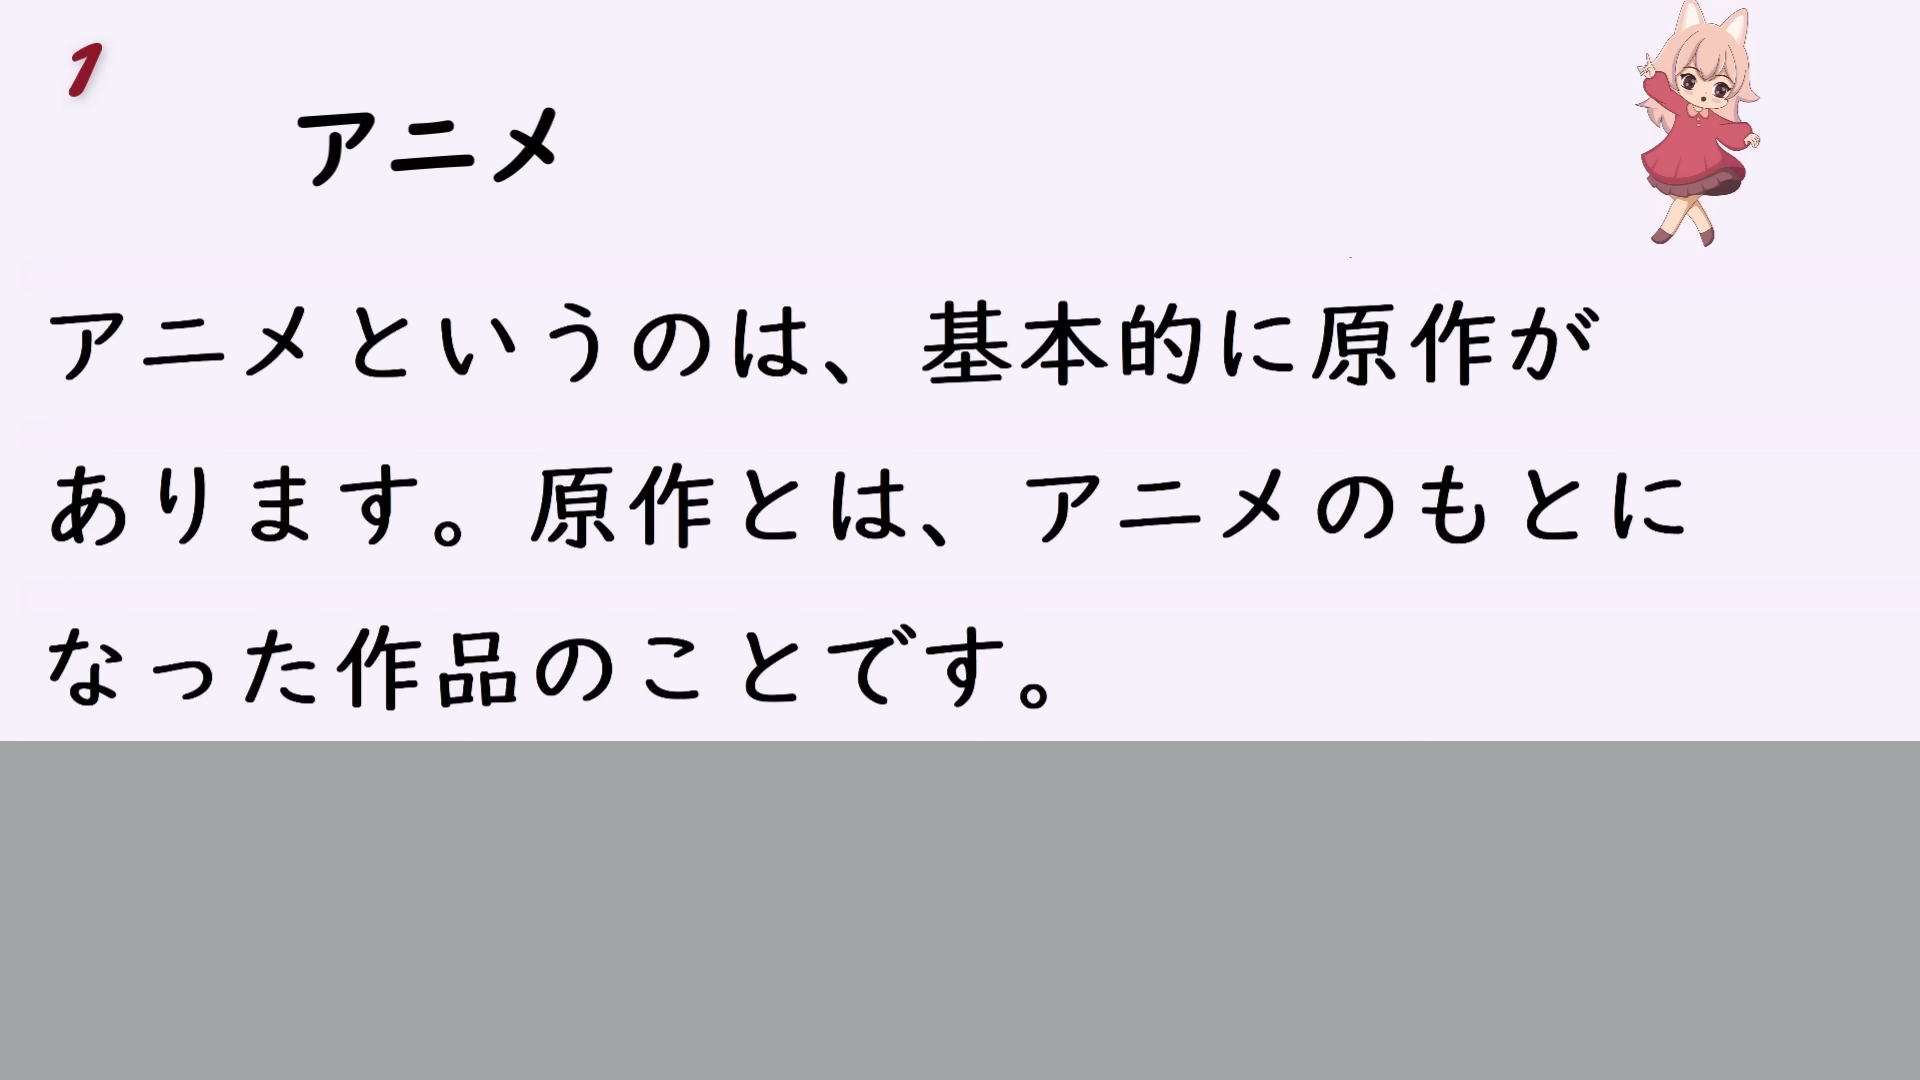 1
アニメ
アニメというのは、基本的に原作が
あります。原作とは、アニメのもとに
なった作品のことです。